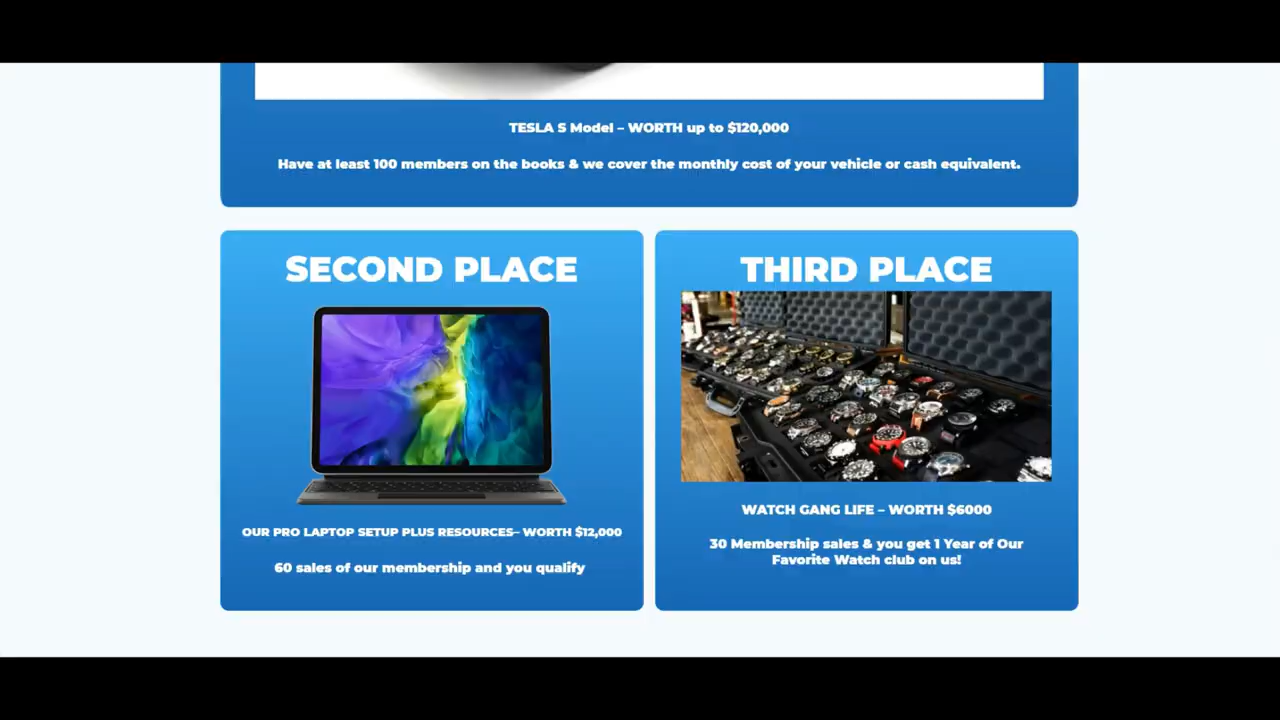 TESLA S Model – WORTH up to $120,000
Have at least 100 members on the books & we cover the monthly cost of your vehicle or cash equivalent.
SECOND PLACE
OUR PRO LAPTOP SETUP PLUS RESOURCES– WORTH $12,000
60 sales of our membership and you qualify
THIRD PLACE
WATCH GANG LIFE – WORTH $6000
30 Membership sales & you get 1 Year of Our
Favorite Watch club on us!